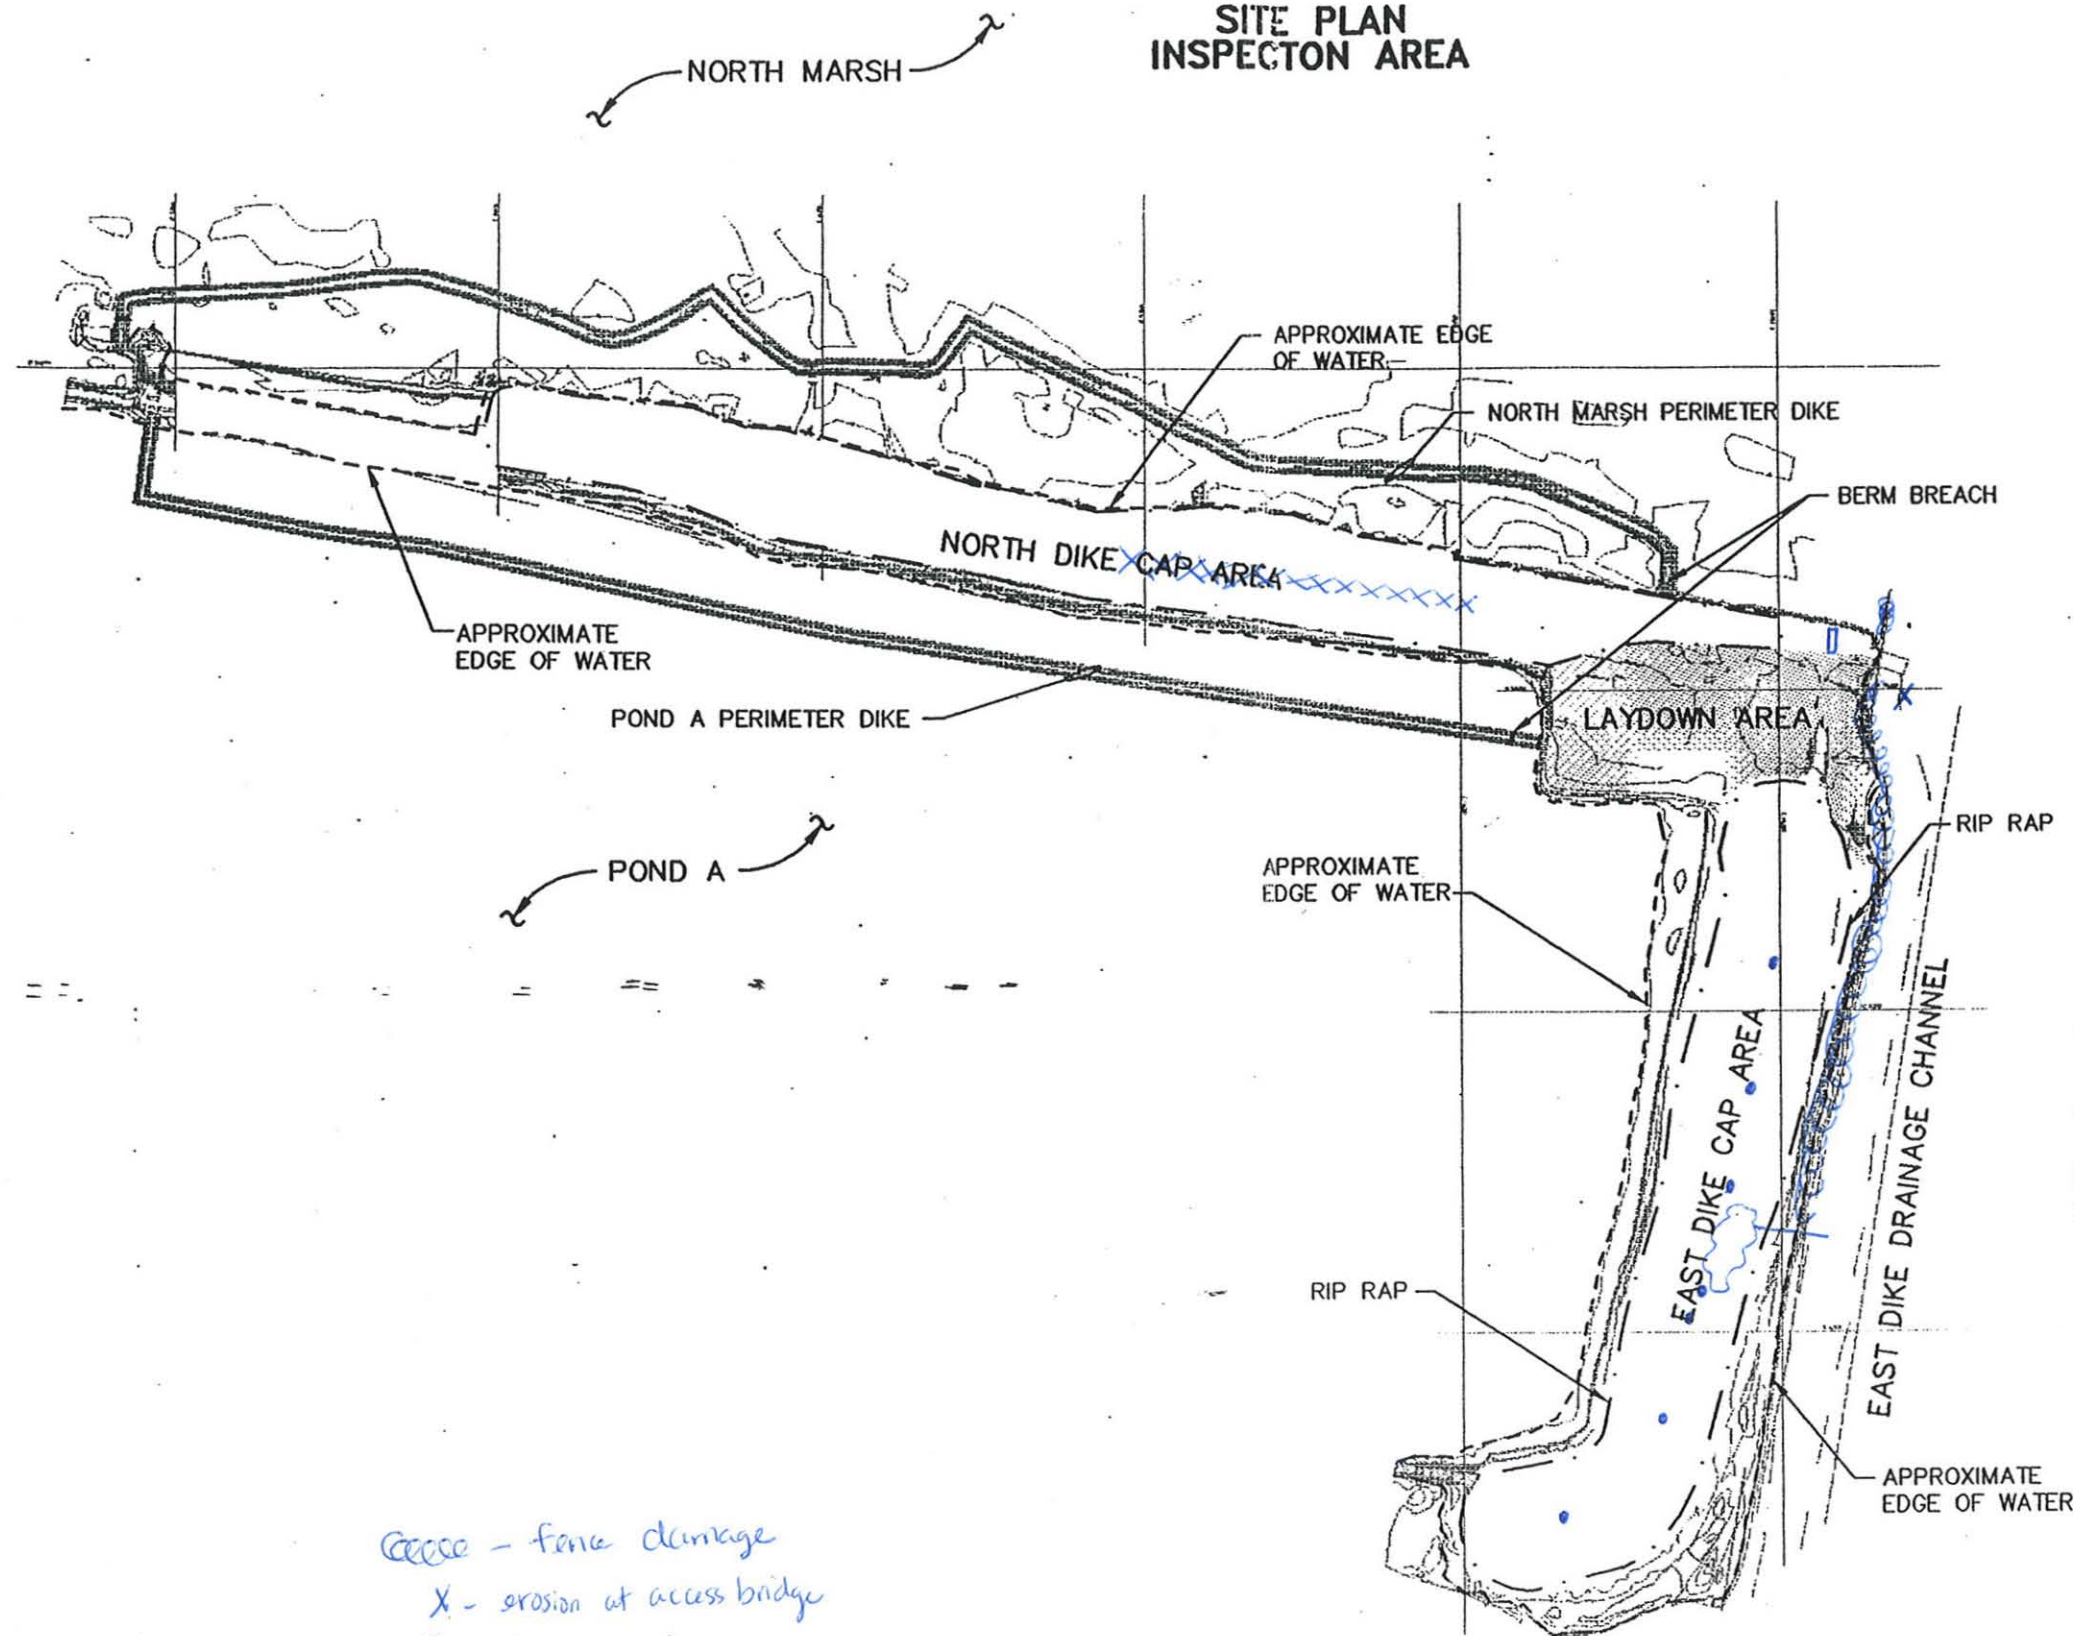 SITE PLAN
INSPECTON AREA
NORTH MARSH
APPROXIMATE EDGE
OF WATER
NORTH MARSH PERIMETER DIKE
BERM BREACH
NORTH DIKE CAP AREA
APPROXIMATE
EDGE OF WATER
POND A PERIMETER DIKE
LAYDOWN AREA
RIP RAP
POND A
APPROXIMATE
EDGE OF WATER
EAST DIKE CAP AREA
EAST DIKE DRAINAGE CHANNEL
RIP RAP
APPROXIMATE
EDGE OF WATER
- fence damage
X - erosion at access bridge